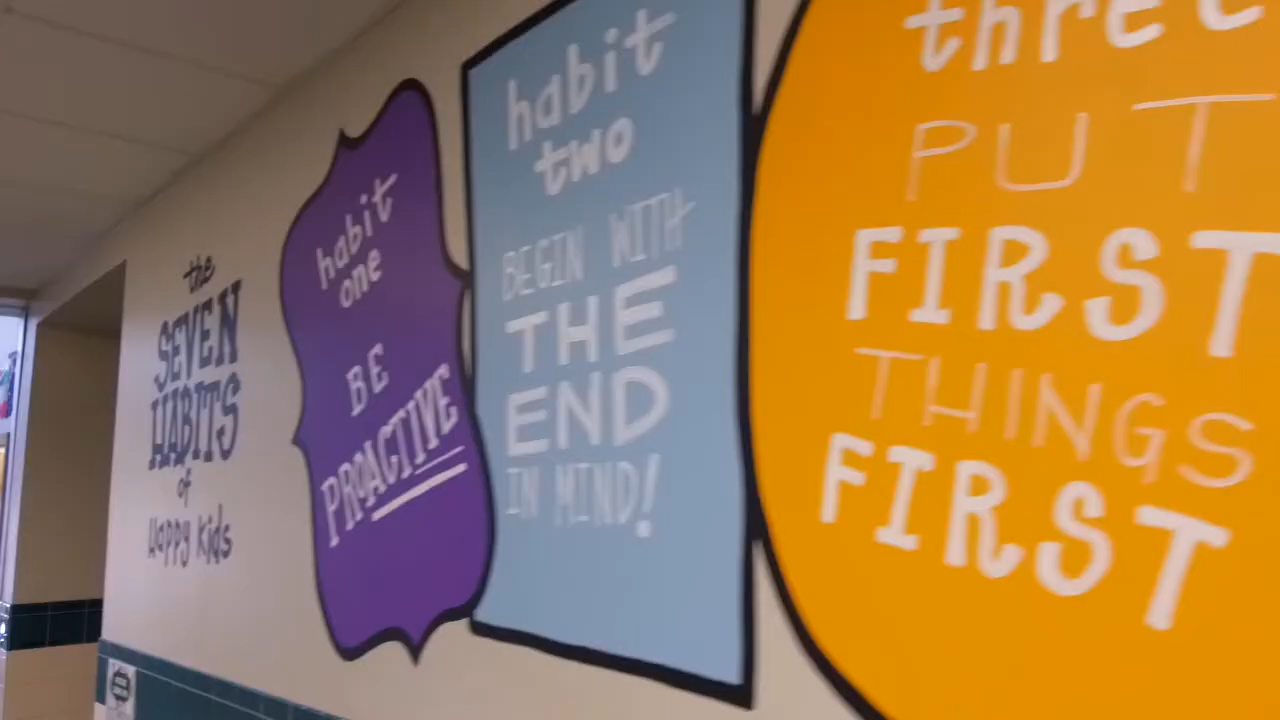 the
SEVEN
HABITS
of
Happy Kids
habit
one
BE
PROACTIVE
habit
two
BEGIN WITH
THE
END
IN MIND!
three
PUT
FIRST
THINGS
FIRST